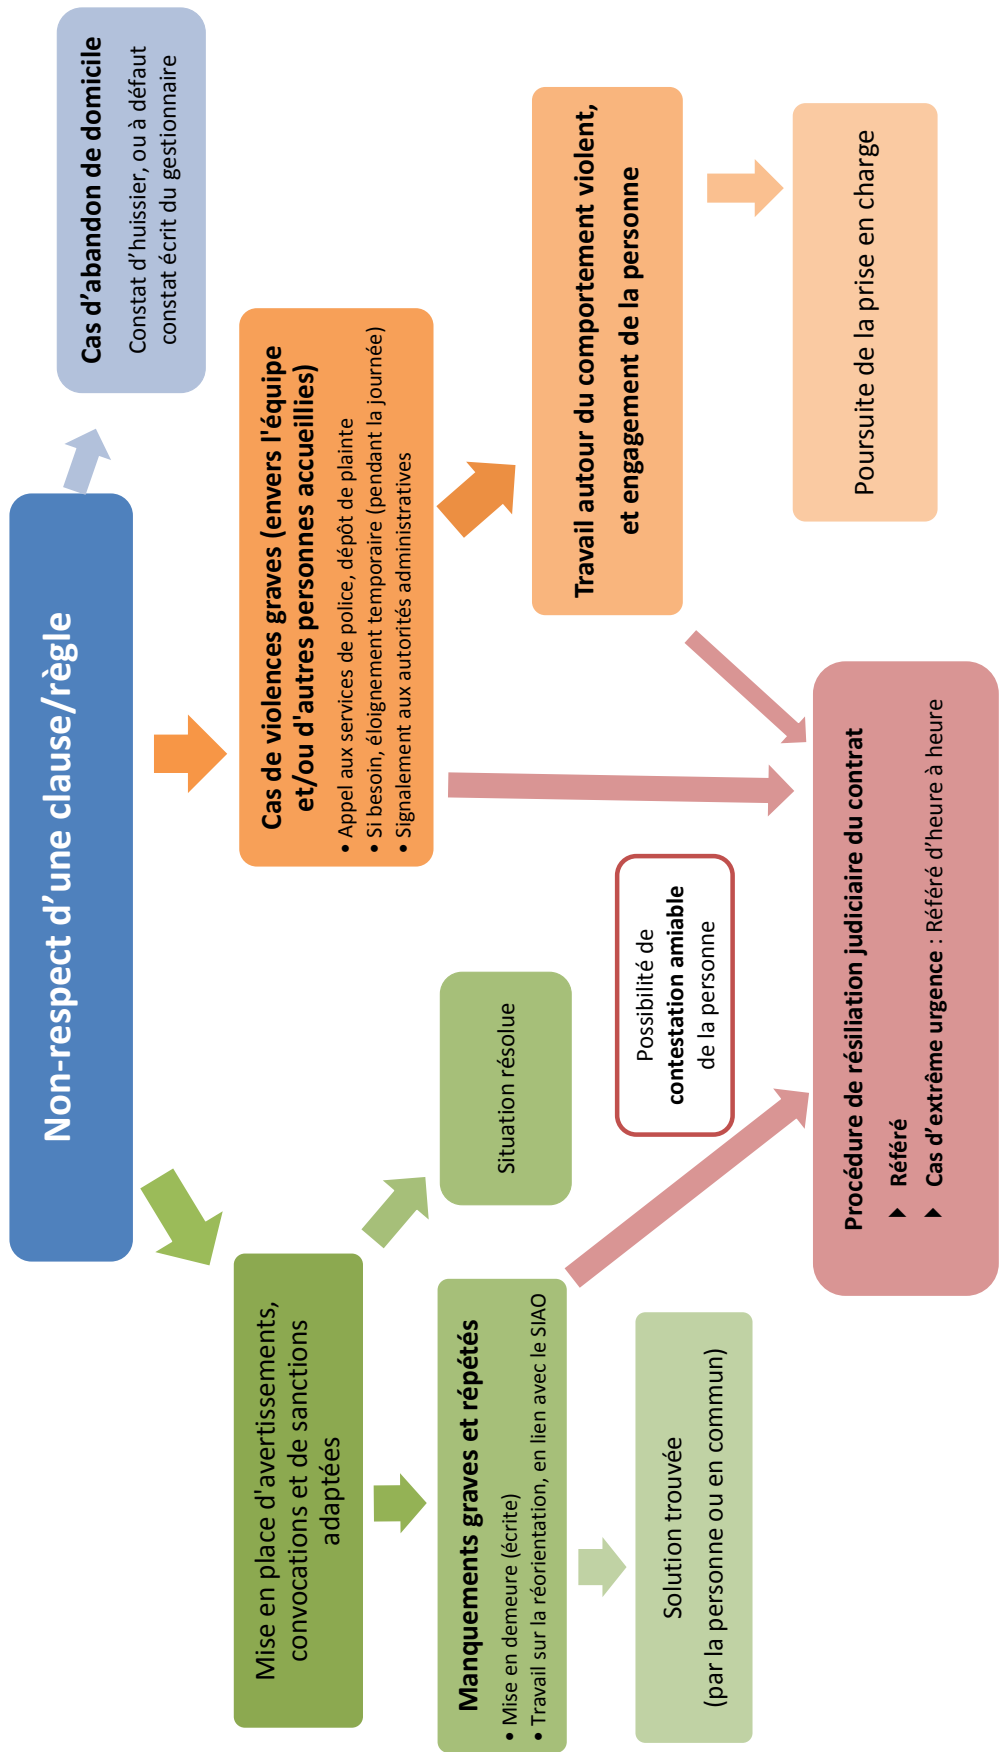 Non-respect d’une clause/règle
Mise en place d'avertissements,
convocations et de sanctions
adaptées
Situation résolue
Manquements graves et répétés
• Mise en demeure (écrite)
• Travail sur la réorientation, en lien avec le SIAO
Solution trouvée
(par la personne ou en commun)
Cas de violences graves (envers l'équipe
et/ou d'autres personnes accueillies)
• Appel aux services de police, dépôt de plainte
• Si besoin, éloignement temporaire (pendant la journée)
• Signalement aux autorités administratives
Cas d’abandon de domicile
Constat d’huissier, ou à défaut
constat écrit du gestionnaire
Travail autour du comportement violent,
et engagement de la personne
Poursuite de la prise en charge
Possibilité de
contestation amiable
de la personne
Procédure de résiliation judiciaire du contrat
Référé
Cas d’extrême urgence : Référé d’heure à heure